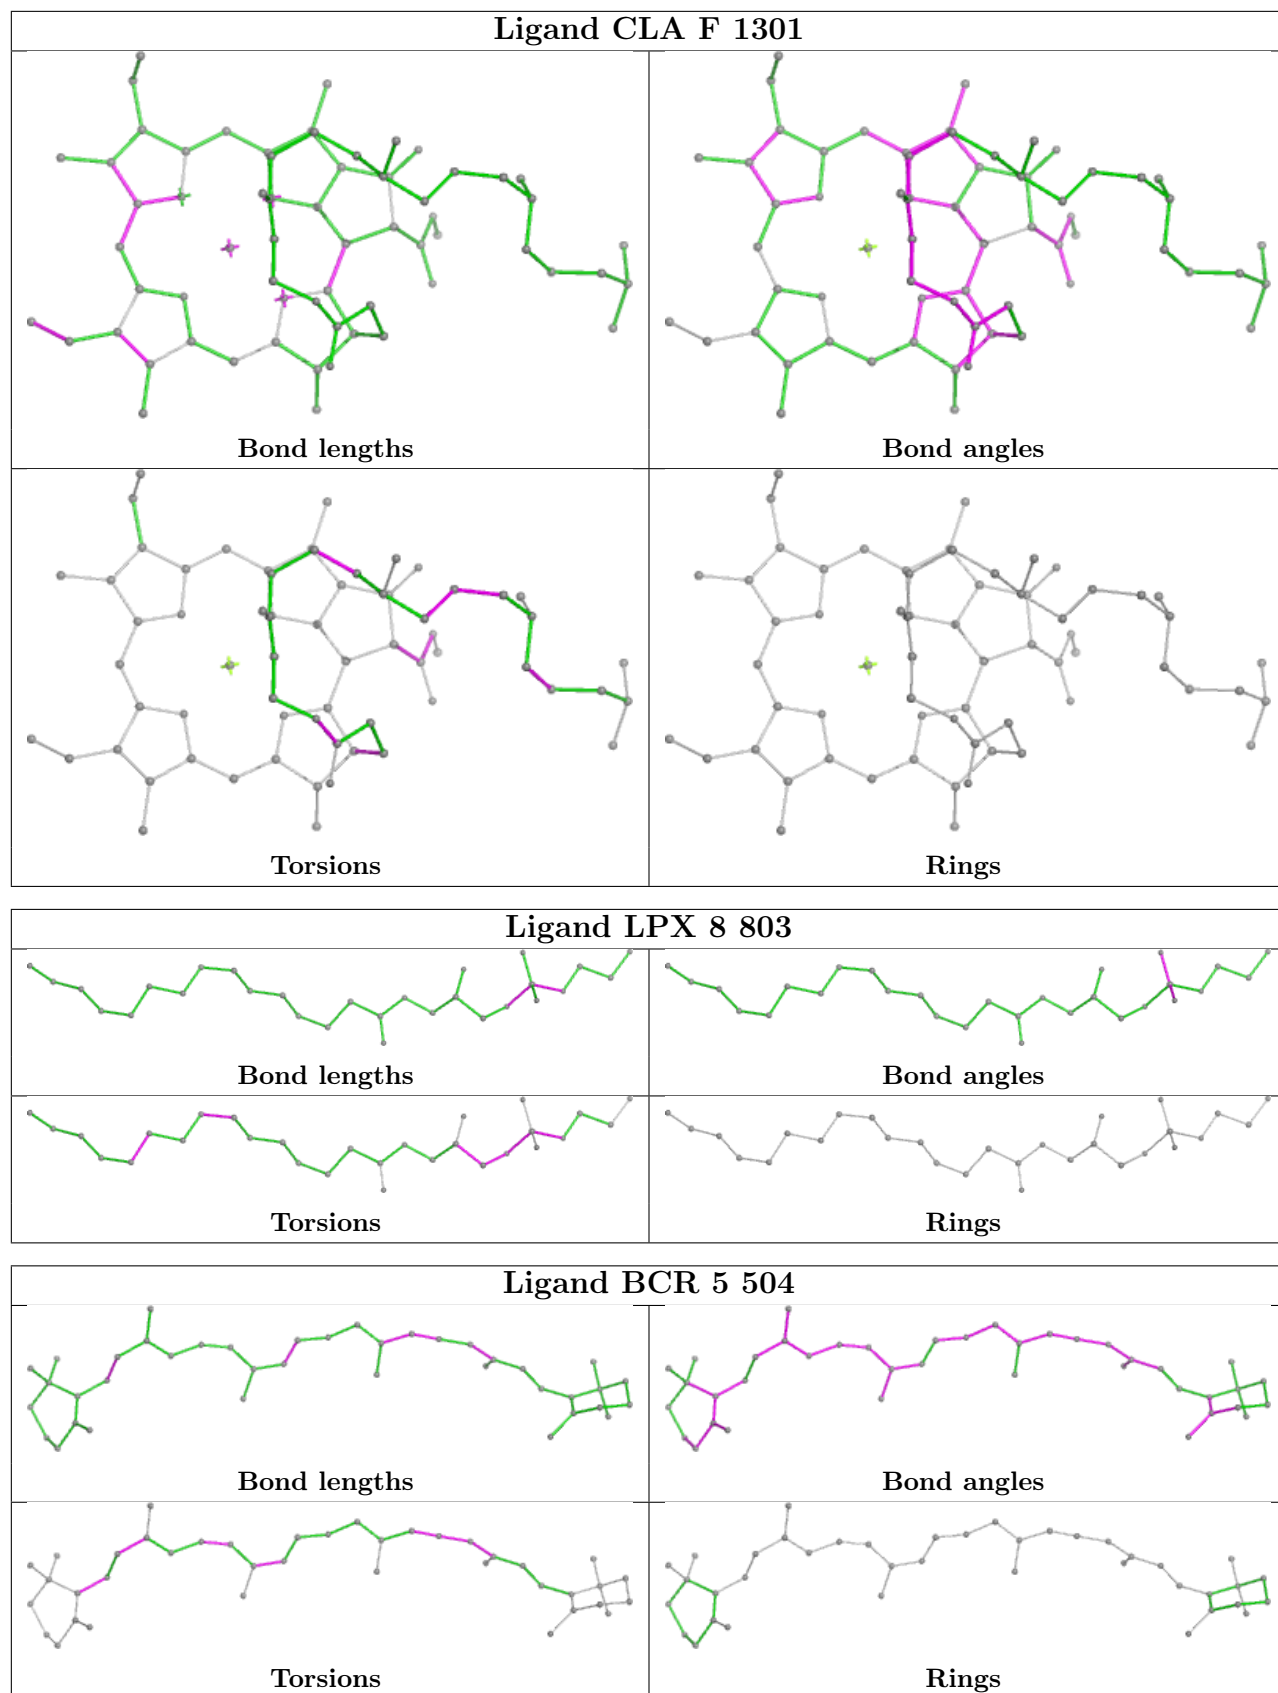 Ligand CLA F 1301
Bond lengths
Bond angles
Torsions
Rings
Ligand LPX 8 803
Bond lengths
Bond angles
Torsions
Rings
Ligand BCR 5 504
Bond lengths
Bond angles
Torsions
Rings